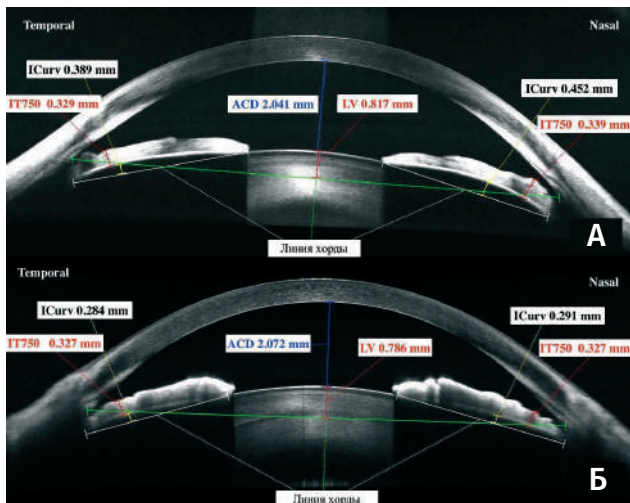 Temporal
Nasal
ICurv 0.389 mm
IT750 0.329 mm
ACD 2.041 mm
LV 0.817 mm
ICurv 0.452 mm
IT750 0.339 mm
Линия хорды
А
Temporal
Nasal
ICurv 0.284 mm
IT750 0.327 mm
ACD 2.072 mm
LV 0.786 mm
ICurv 0.291 mm
IT750 0.327 mm
Линия хорды
Б